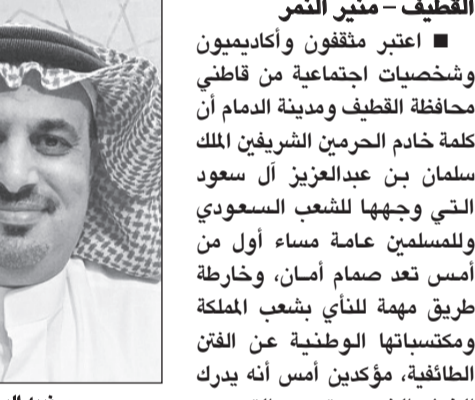 القطيف – منير النمر
■ اعتبر مثقفون وأكاديميون
وشخصيات اجتماعية من قاطني
محافظة القطيف ومدينة الدمام أن
كلمة خادم الحرمين الشريفين الملك
سلمان بن عبدالعزيز آل سعود
التي وجهها للشعب السعودي
وللمسلمين عامة مساء أول من
أمس تعد صمام أمان، وخارطة
طريق مهمة للنأي بشعب المملكة
ومكتسباتها الوطنية عن الفتن
الطائفية، مؤكدين أمس أنه يدرك